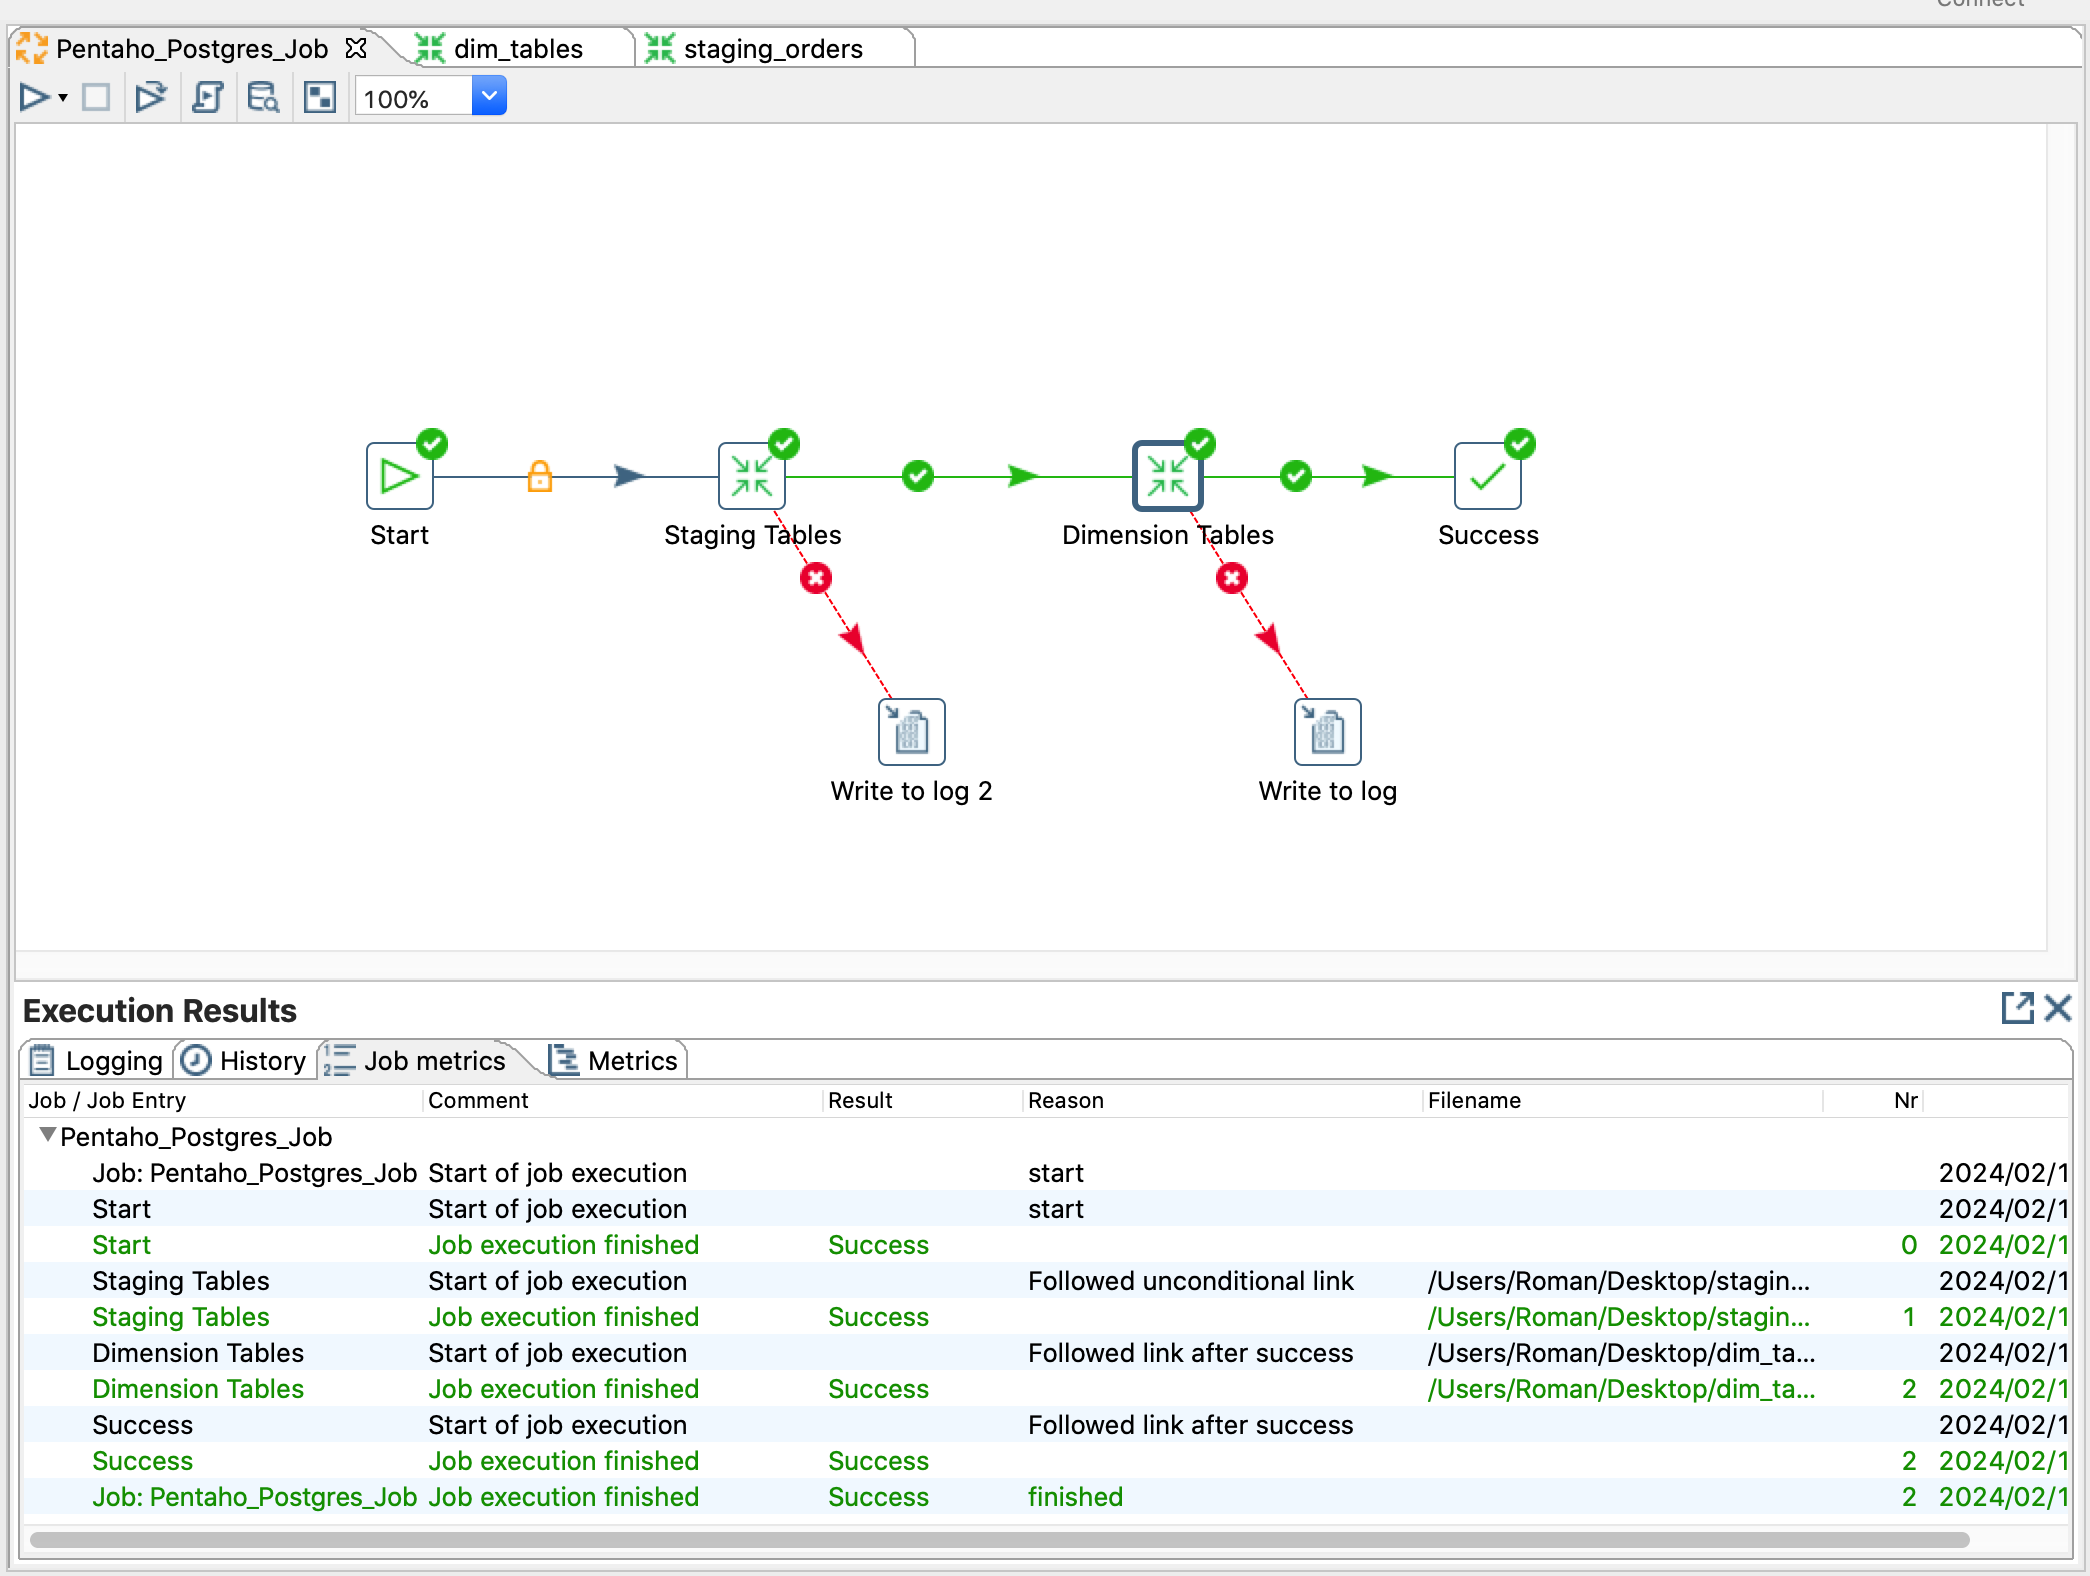 Connect
Pentaho_Postgres_Job dim_tables staging_orders
100%
Start Staging Tables Dimension Tables Success
Write to log 2 Write to log
Execution Results
Logging History Job metrics Metrics
Job / Job Entry Comment Result Reason Filename Nr
Pentaho_Postgres_Job
Job: Pentaho_Postgres_Job Start of job execution start 2024/02/1
Start Start of job execution start 2024/02/1
Start Job execution finished Success 0 2024/02/1
Staging Tables Start of job execution Followed unconditional link /Users/Roman/Desktop/stagin... 2024/02/1
Staging Tables Job execution finished Success /Users/Roman/Desktop/stagin... 1 2024/02/1
Dimension Tables Start of job execution Followed link after success /Users/Roman/Desktop/dim_ta... 2024/02/1
Dimension Tables Job execution finished Success /Users/Roman/Desktop/dim_ta... 2 2024/02/1
Success Start of job execution Followed link after success 2024/02/1
Success Job execution finished Success 2 2024/02/1
Job: Pentaho_Postgres_Job Job execution finished Success finished 2 2024/02/1